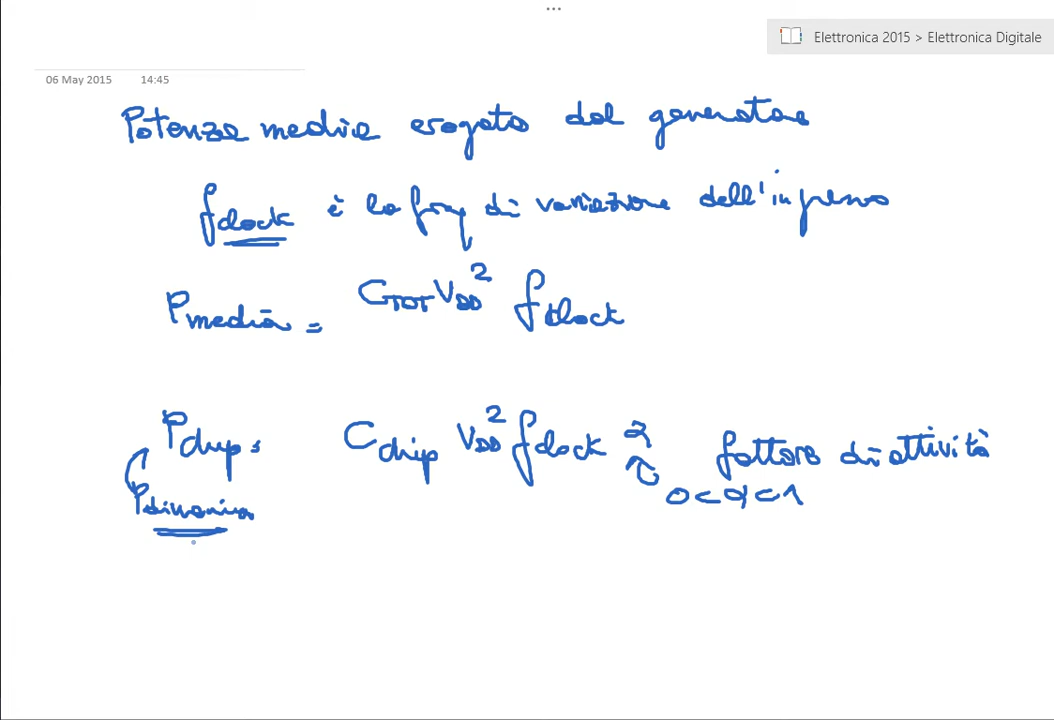 ...
Elettronica 2015 > Elettronica Digitale
06 May 2015 14:45
Potenza media erogata dal generatore
fclock è la freq di variazione dell'ingresso
Pmedia = CTOT VDD² fclock
Pchip = Cchip VDD² fclock α fattore di attività
0<α<1
Pdinamica